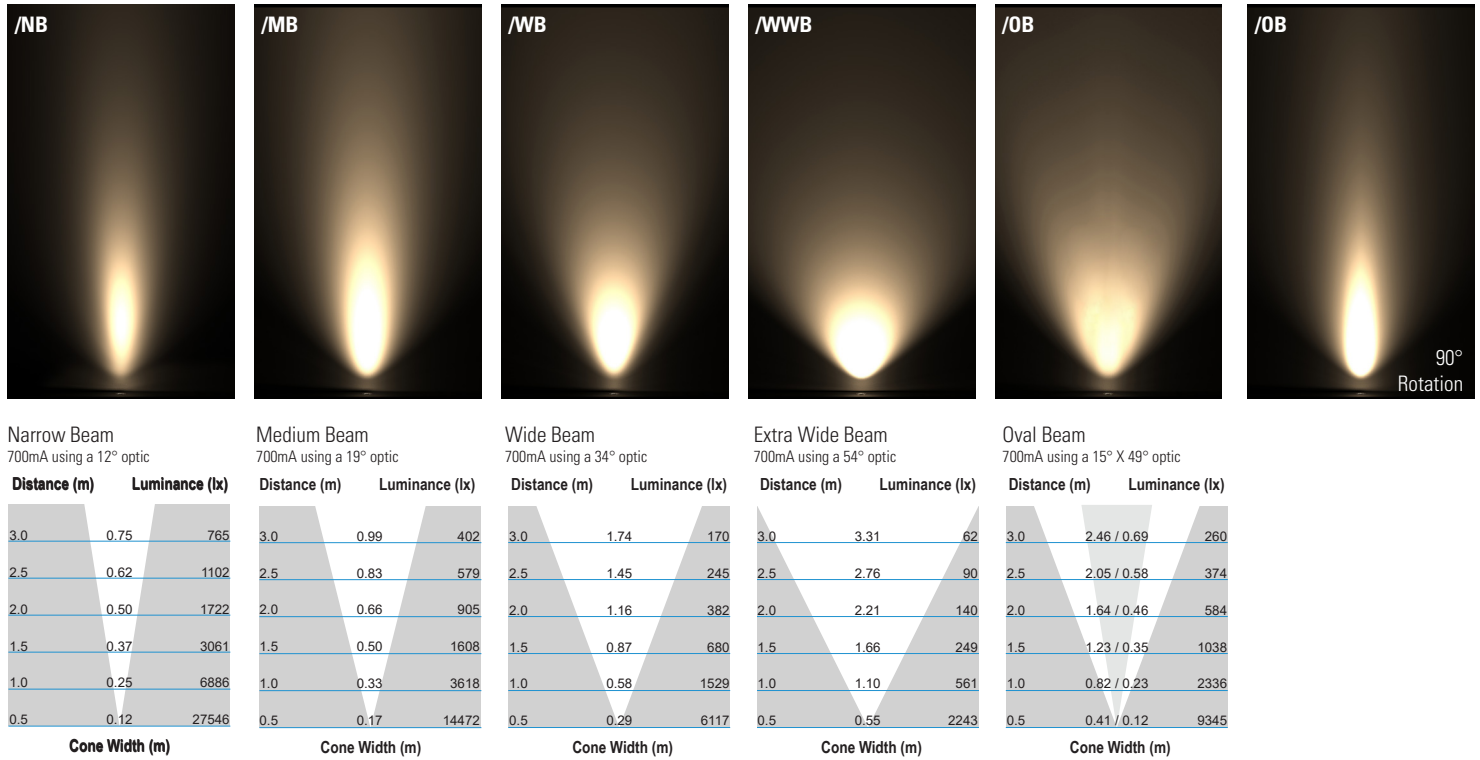 /NB
/MB
/WB
/WWB
/OB
/OB
90°
Rotation
Narrow Beam
700mA using a 12° optic
Distance (m) Luminance (lx)
3.0 0.75 765
2.5 0.62 1102
2.0 0.50 1722
1.5 0.37 3061
1.0 0.25 6886
0.5 0.12 27546
Cone Width (m)
Medium Beam
700mA using a 19° optic
Distance (m) Luminance (lx)
3.0 0.99 402
2.5 0.83 579
2.0 0.66 905
1.5 0.50 1608
1.0 0.33 3618
0.5 0.17 14472
Cone Width (m)
Wide Beam
700mA using a 34° optic
Distance (m) Luminance (lx)
3.0 1.74 170
2.5 1.45 245
2.0 1.16 382
1.5 0.87 680
1.0 0.58 1529
0.5 0.29 6117
Cone Width (m)
Extra Wide Beam
700mA using a 54° optic
Distance (m) Luminance (lx)
3.0 3.31 62
2.5 2.76 90
2.0 2.21 140
1.5 1.66 249
1.0 1.10 561
0.5 0.55 2243
Cone Width (m)
Oval Beam
700mA using a 15° X 49° optic
Distance (m) Luminance (lx)
3.0 2.46 / 0.69 260
2.5 2.05 / 0.58 374
2.0 1.64 / 0.46 584
1.5 1.23 / 0.35 1038
1.0 0.82 / 0.23 2336
0.5 0.41 / 0.12 9345
Cone Width (m)